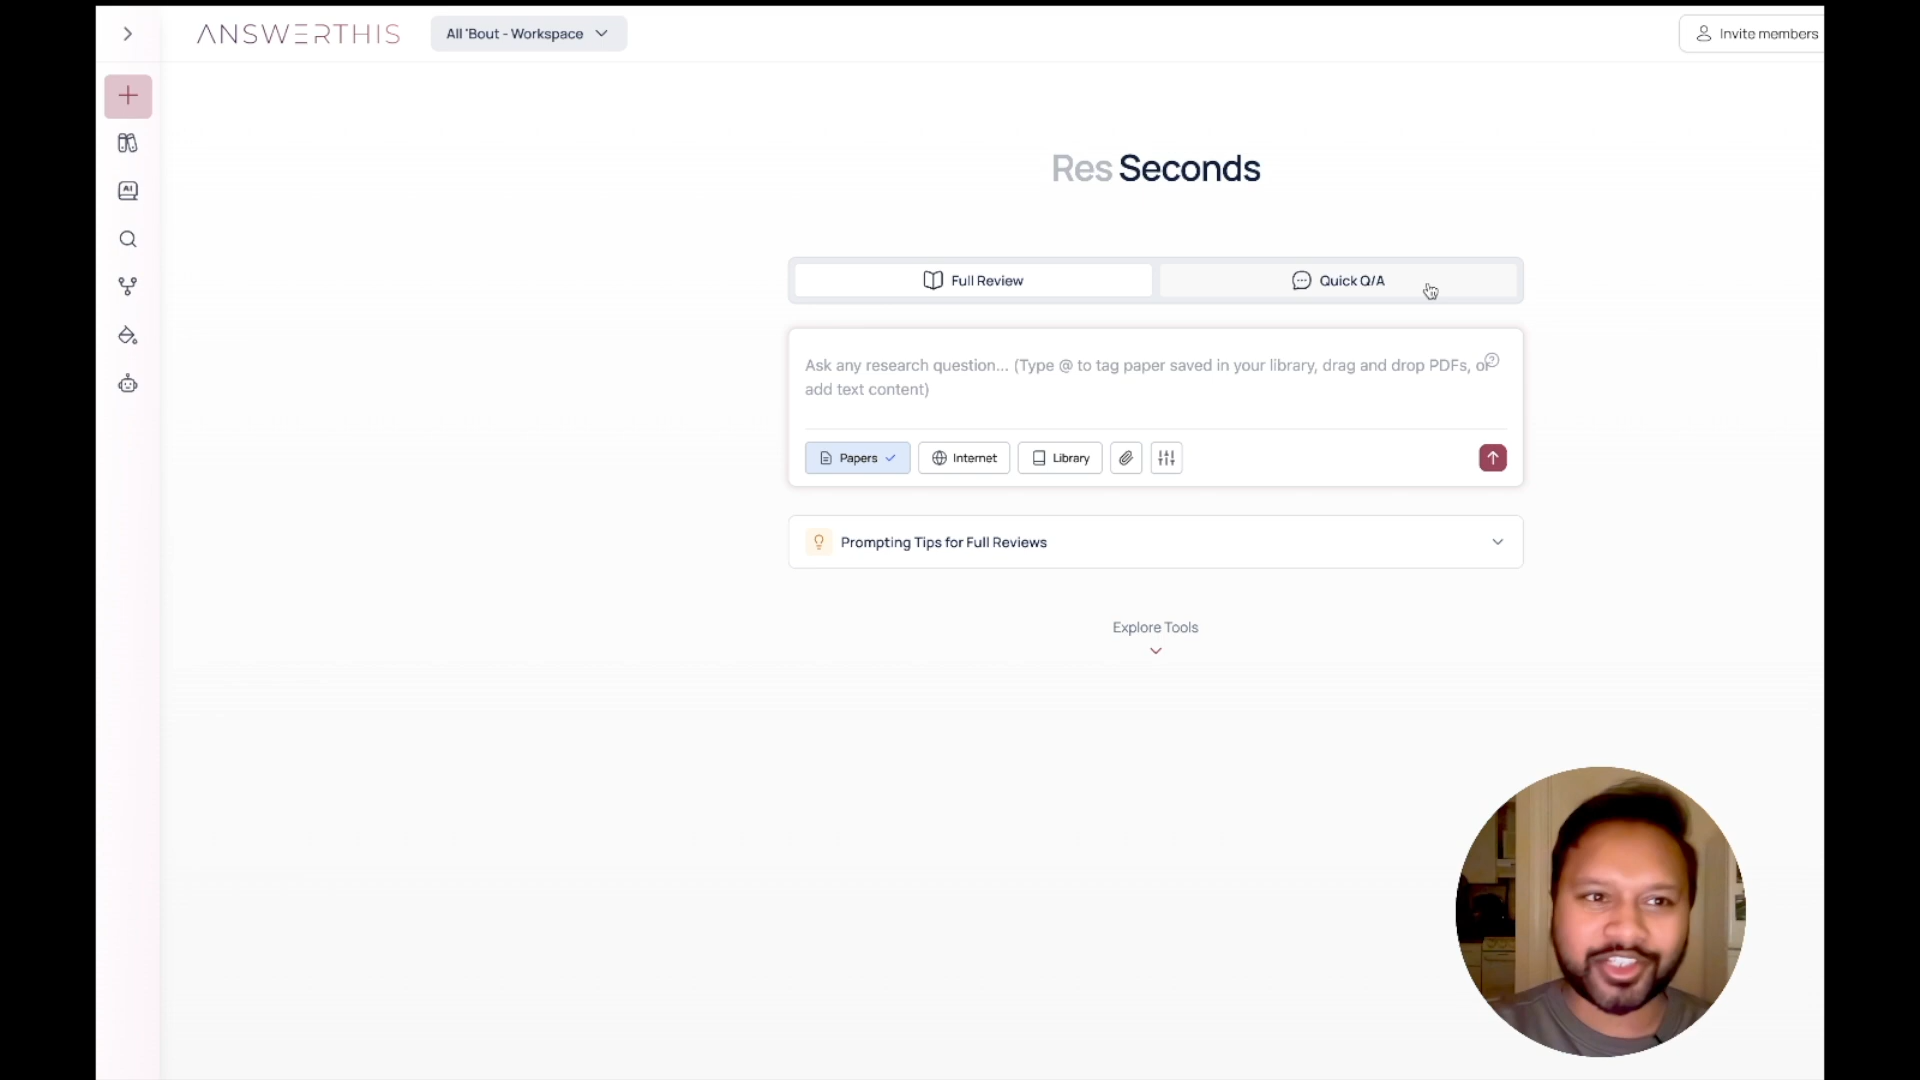 ANSWERTHIS
All 'Bout - Workspace
Invite members
AI
Res Seconds
Full Review
Quick Q/A
Ask any research question... (Type @ to tag paper saved in your library, drag and drop PDFs, or
add text content)
Papers
Internet
Library
Prompting Tips for Full Reviews
Explore Tools